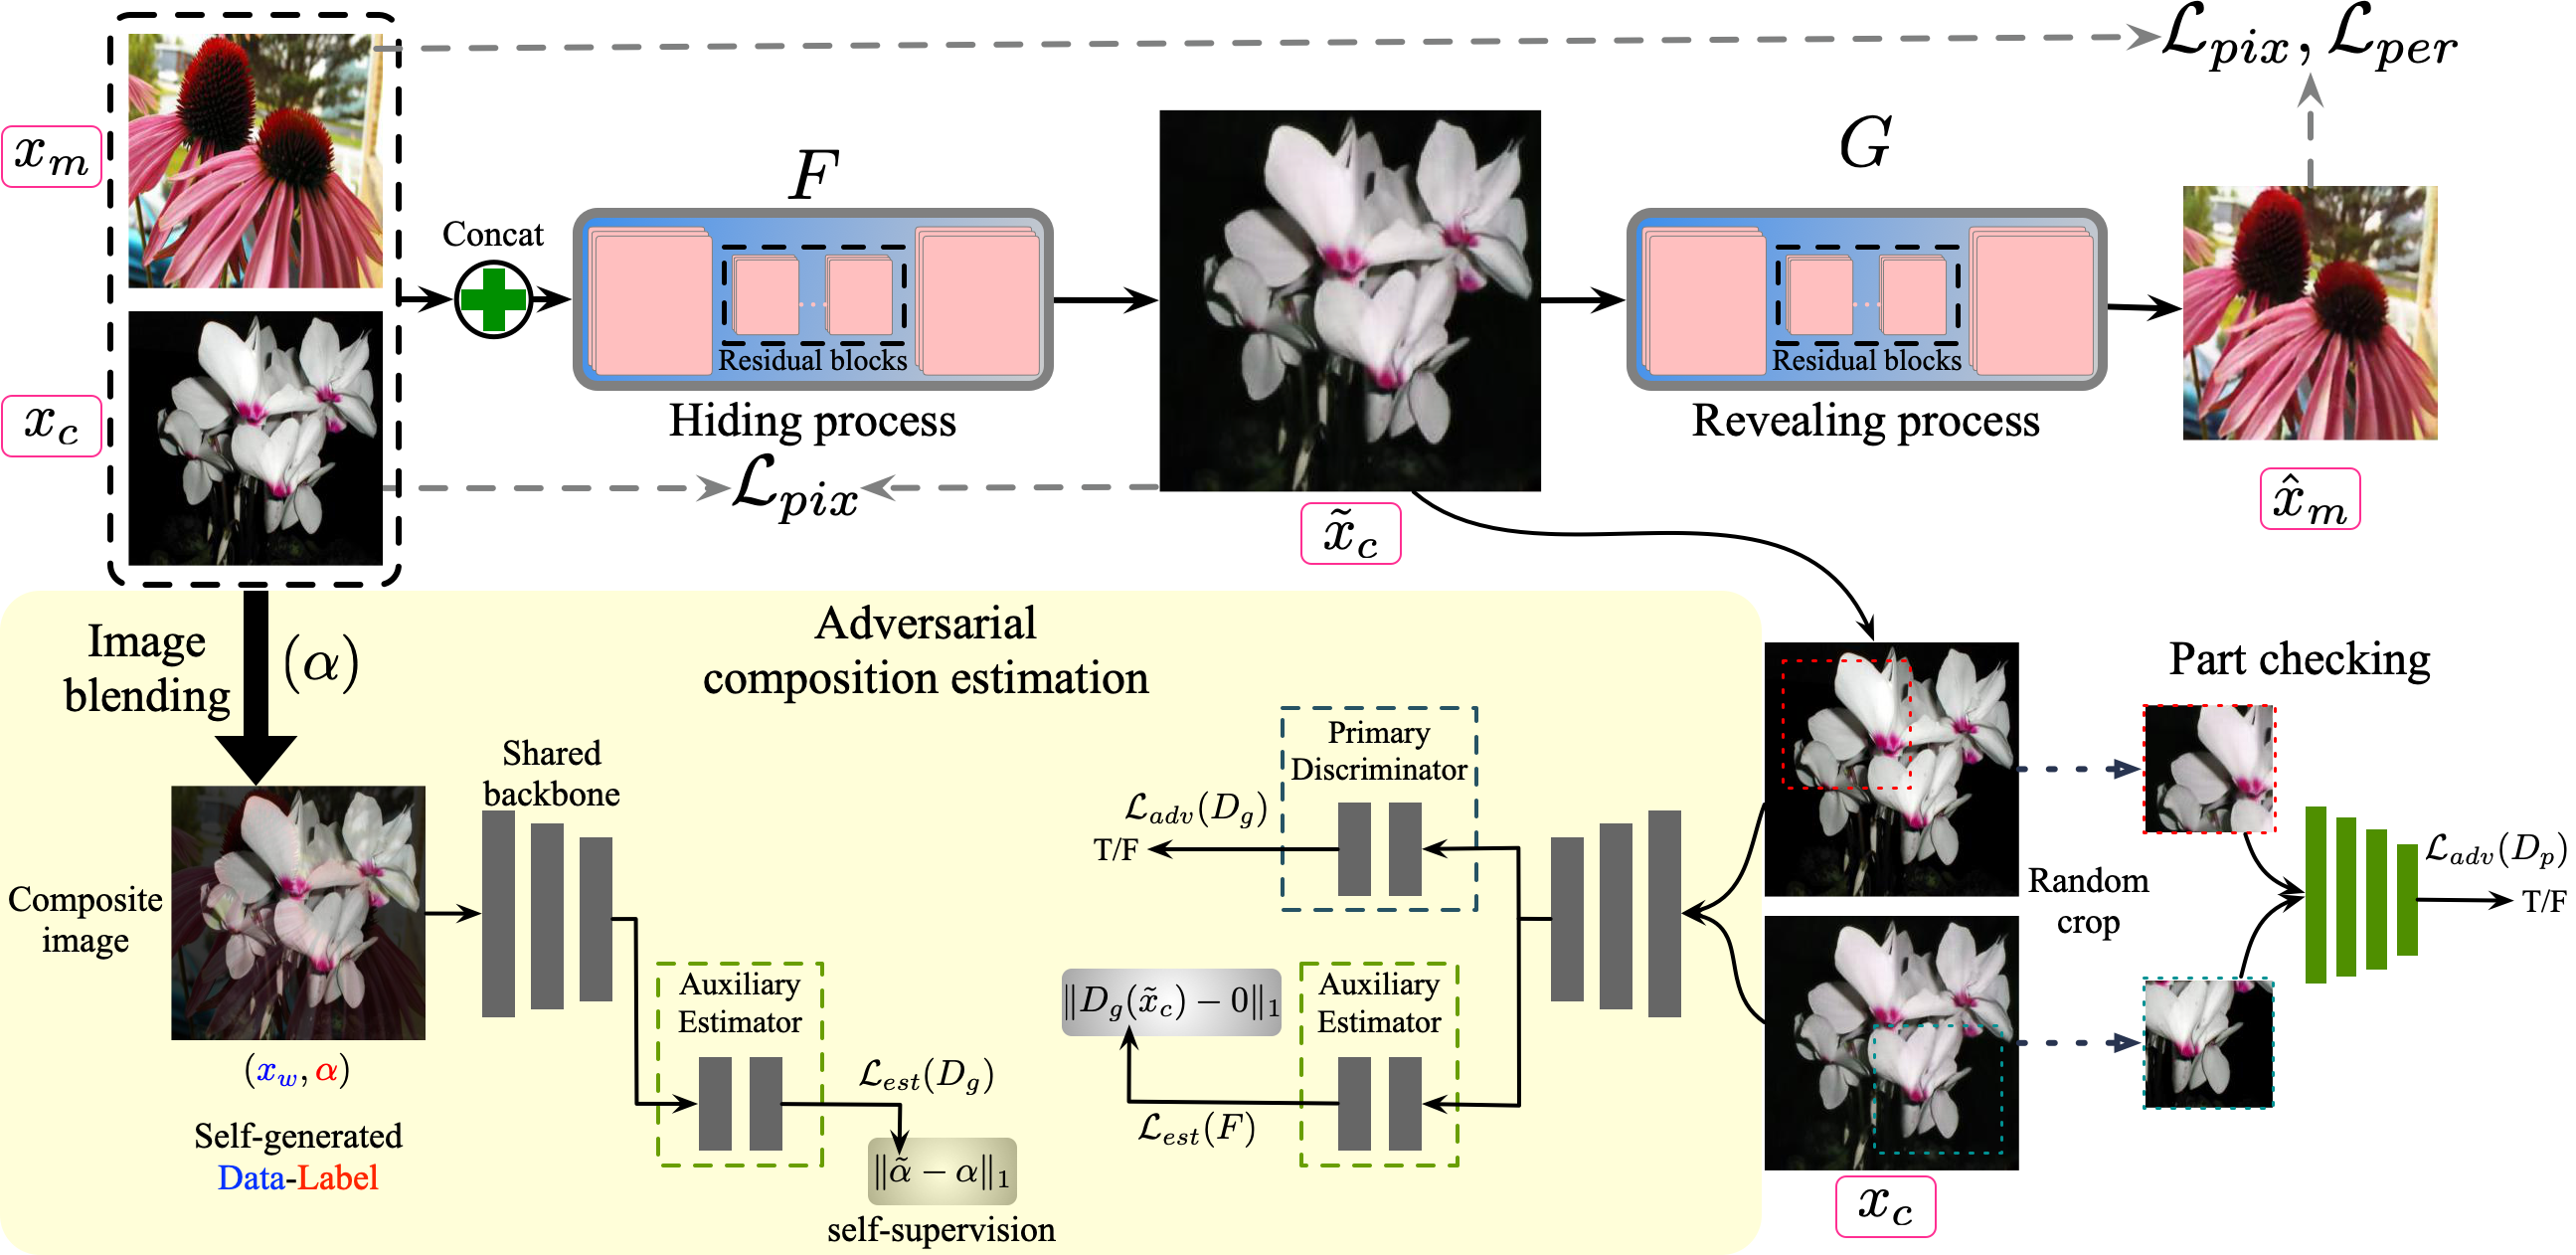 $\mathcal{L}_{pix}, \mathcal{L}_{per}$
$x_m$
$F$
$G$
Concat
Residual blocks
Residual blocks
$x_c$
Hiding process
Revealing process
$\mathcal{L}_{pix}$
$\tilde{x}_c$
$\hat{x}_m$
Image
blending
$(\alpha)$
Adversarial
composition estimation
Part checking
Shared
backbone
Primary
Discriminator
$\mathcal{L}_{adv}(D_g)$
T/F
$\mathcal{L}_{adv}(D_p)$
T/F
Random
crop
Composite
image
Auxiliary
Estimator
$\|D_g(\tilde{x}_c) - 0\|_1$
Auxiliary
Estimator
$(x_w, \alpha)$
$\mathcal{L}_{est}(D_g)$
$\mathcal{L}_{est}(F)$
Self-generated
Data-Label
$\|\tilde{\alpha} - \alpha\|_1$
self-supervision
$x_c$